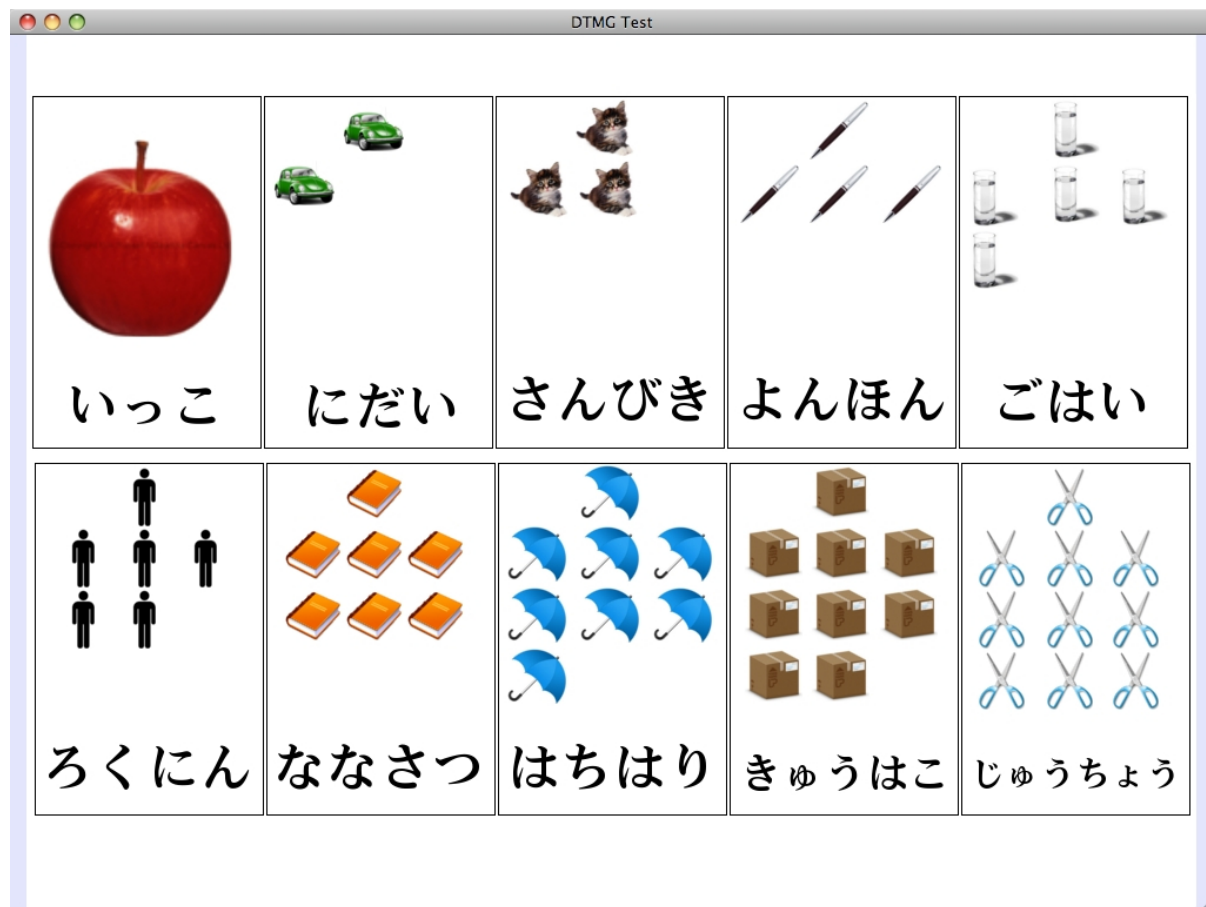 DTMG Test
いっこ
にだい
さんびき
よんほん
ごはい
ろくにん
ななさつ
はちはり
きゅうはこ
じゅうちょう